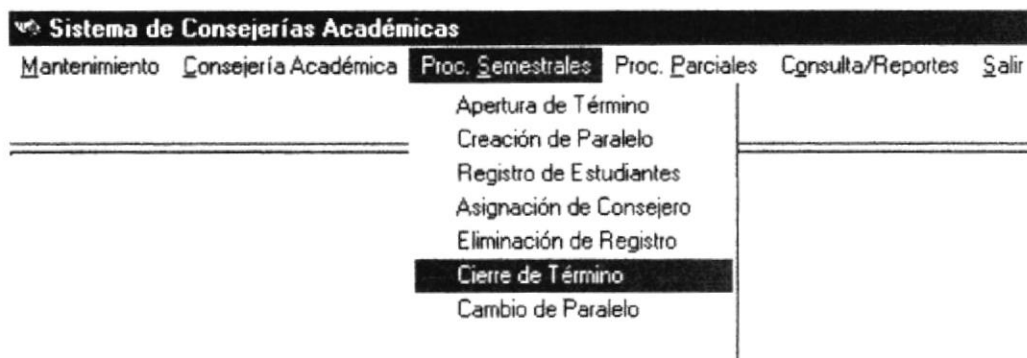 Sistema de Consejerías Académicas
Mantenimiento Consejería Académica Proc. Semestrales Proc. Parciales Consulta/Reportes Salir
Apertura de Término
Creación de Paralelo
Registro de Estudiantes
Asignación de Consejero
Eliminación de Registro
Cierre de Término
Cambio de Paralelo